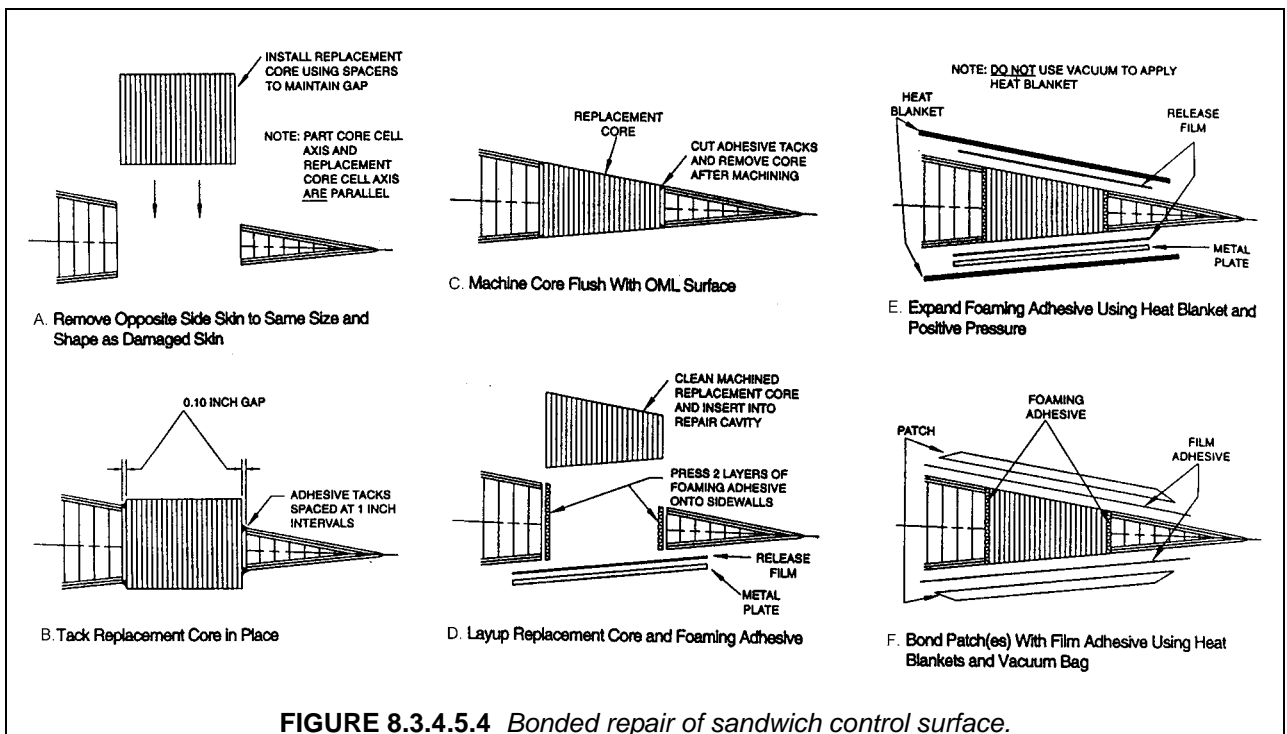 INSTALL REPLACEMENT
CORE USING SPACERS
TO MAINTAIN GAP
NOTE: PART CORE CELL
AXIS AND
REPLACEMENT
CORE CELL AXIS
ARE PARALLEL
A. Remove Opposite Side Skin to Same Size and
Shape as Damaged Skin
0.10 INCH GAP
ADHESIVE TACKS
SPACED AT 1 INCH
INTERVALS
B. Tack Replacement Core in Place
REPLACEMENT
CORE
CUT ADHESIVE TACKS
AND REMOVE CORE
AFTER MACHINING
C. Machine Core Flush With OML Surface
CLEAN MACHINED
REPLACEMENT CORE
AND INSERT INTO
REPAIR CAVITY
PRESS 2 LAYERS OF
FOAMING ADHESIVE
ONTO SIDEWALLS
RELEASE
FILM
METAL
PLATE
D. Layup Replacement Core and Foaming Adhesive
NOTE: DO NOT USE VACUUM TO APPLY
HEAT BLANKET
HEAT
BLANKET
RELEASE
FILM
METAL
PLATE
E. Expand Foaming Adhesive Using Heat Blanket and
Positive Pressure
FOAMING
ADHESIVE
PATCH
FILM
ADHESIVE
F. Bond Patch(es) With Film Adhesive Using Heat
Blankets and Vacuum Bag
FIGURE 8.3.4.5.4 Bonded repair of sandwich control surface.